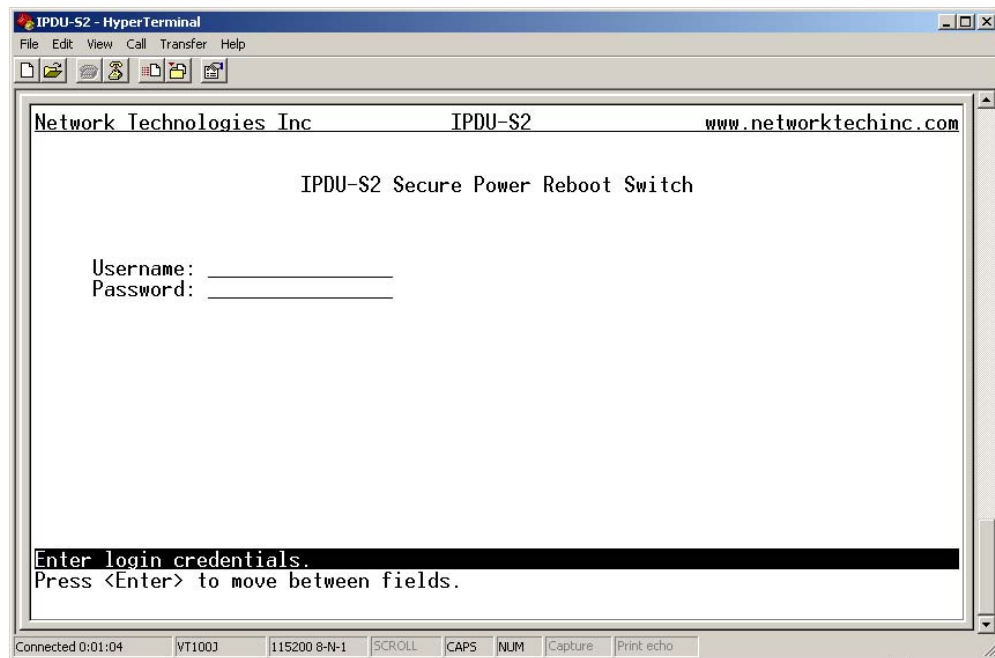 IPDU-S2 - HyperTerminal
File Edit View Call Transfer Help
Network Technologies Inc IPDU-S2 www.networktechinc.com
IPDU-S2 Secure Power Reboot Switch
Username: ________________
Password: ________________
Enter login credentials.
Press <Enter> to move between fields.
Connected 0:01:04 VT100J 115200 8-N-1 SCROLL CAPS NUM Capture Print echo